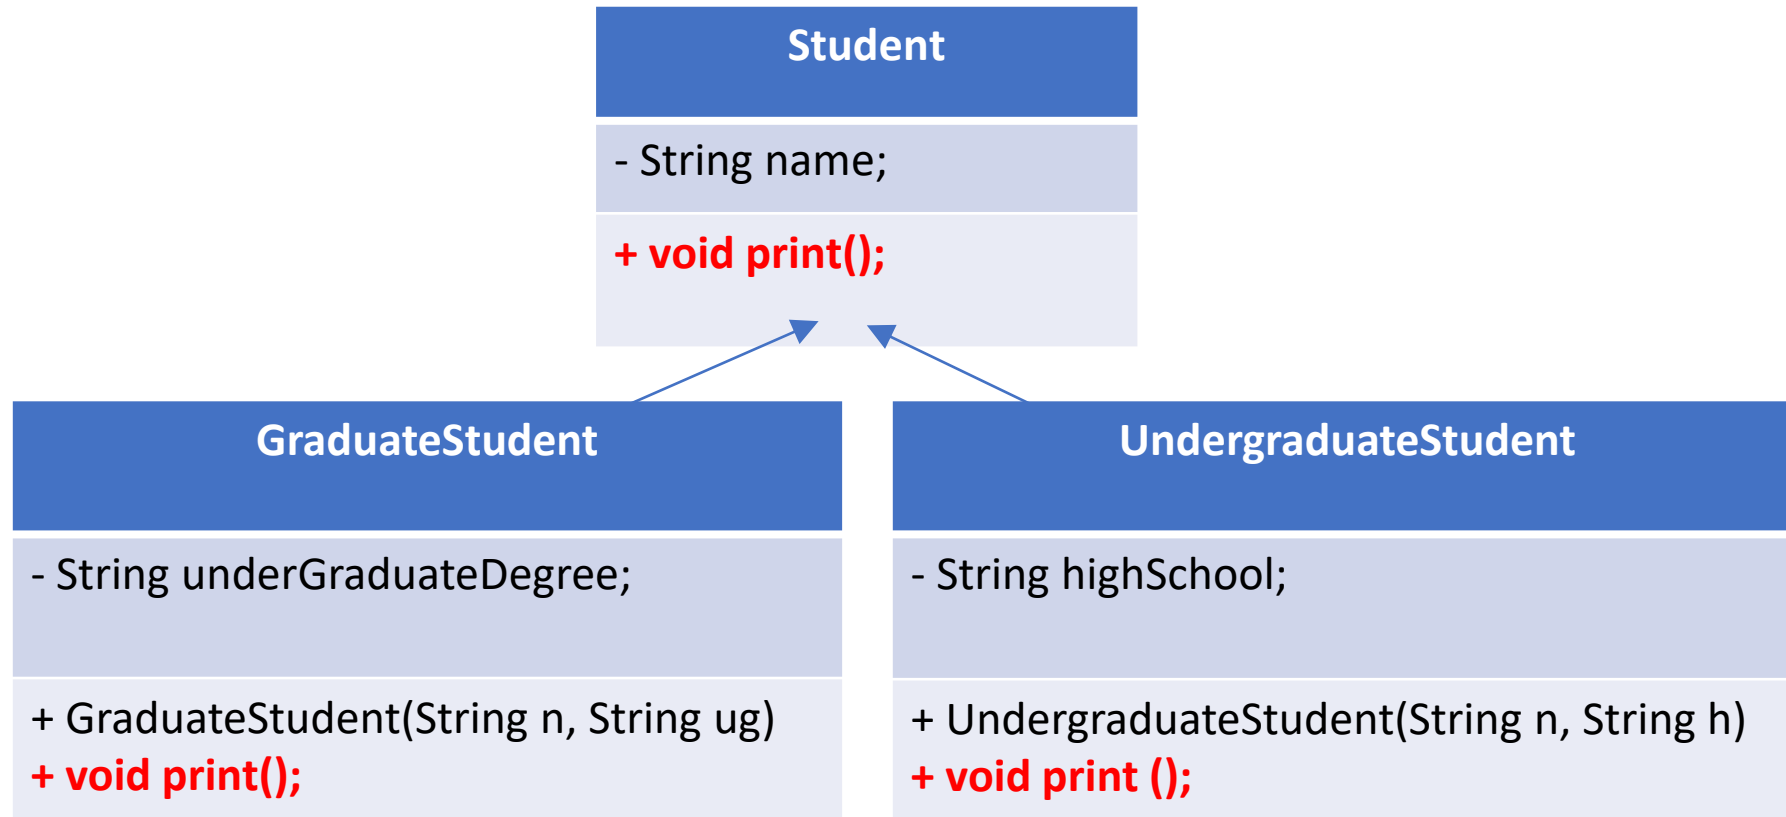 Student
- String name;
+ void print();
GraduateStudent
- String underGraduateDegree;
+ GraduateStudent(String n, String ug)
+ void print();
UndergraduateStudent
- String highSchool;
+ UndergraduateStudent(String n, String h)
+ void print ();